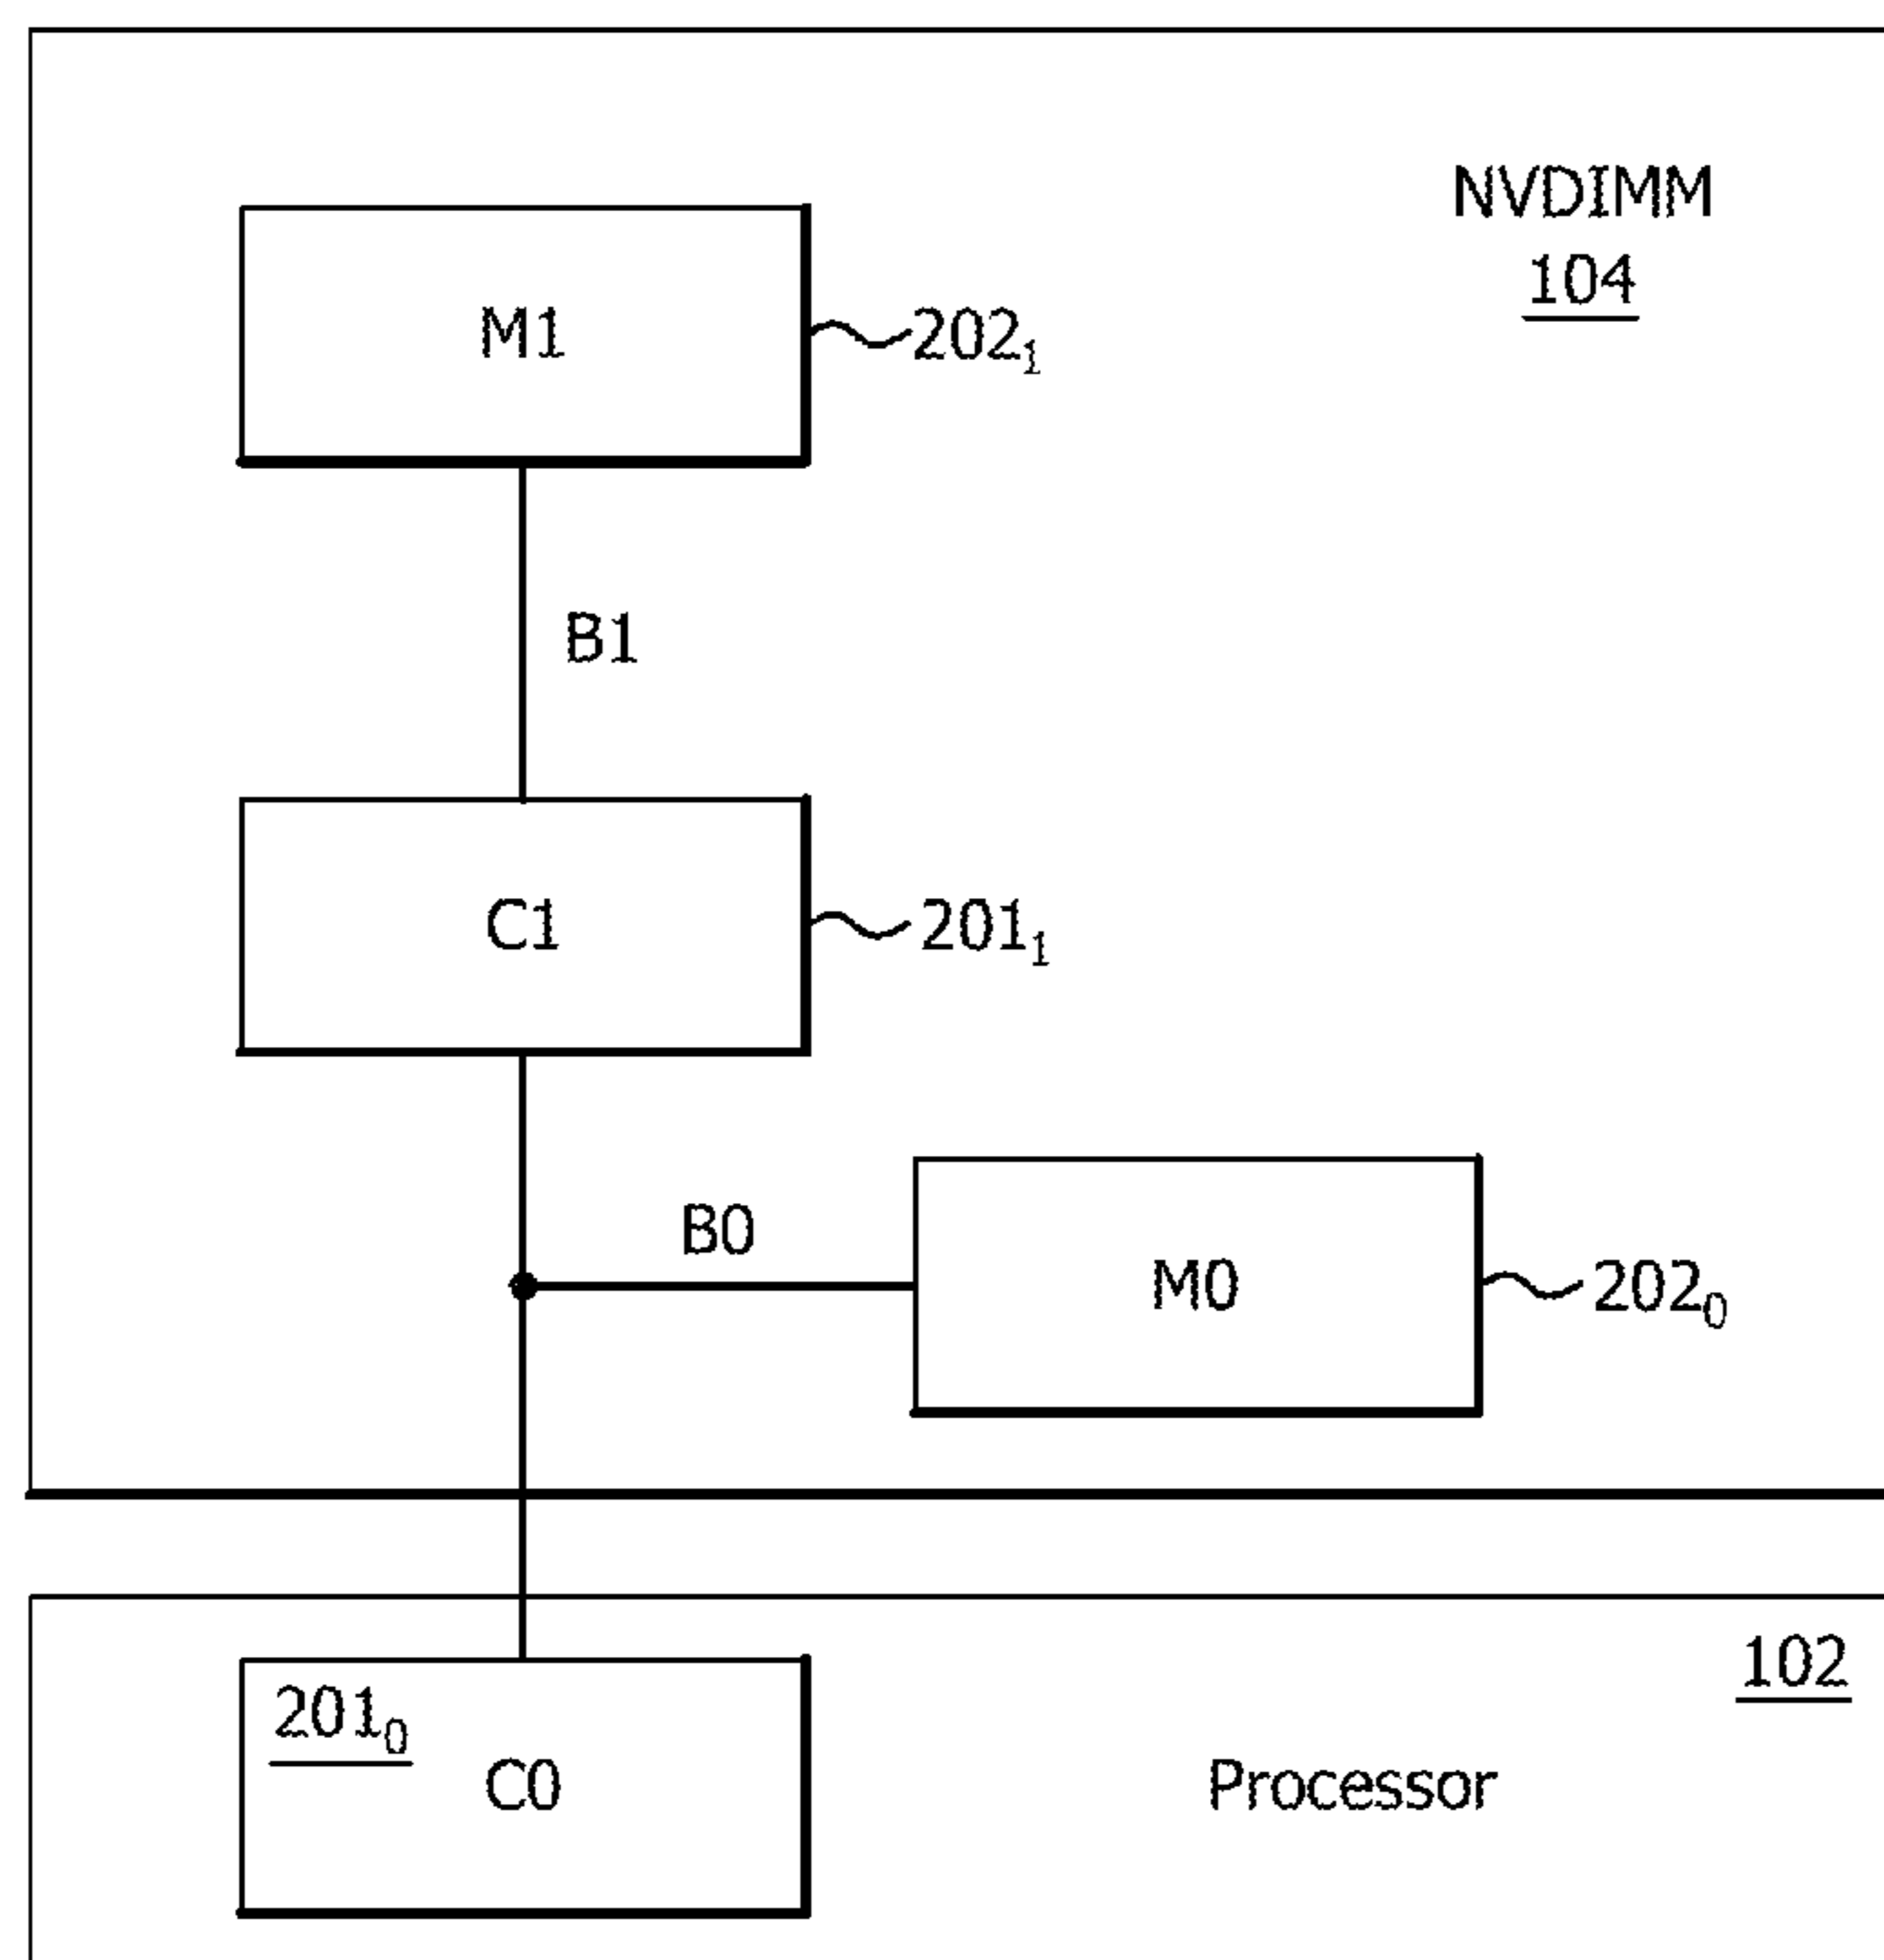 NVDIMM
104
M1
202₁
B1
C1
201₁
B0
M0
202₀
102
201₀
C0
Processor